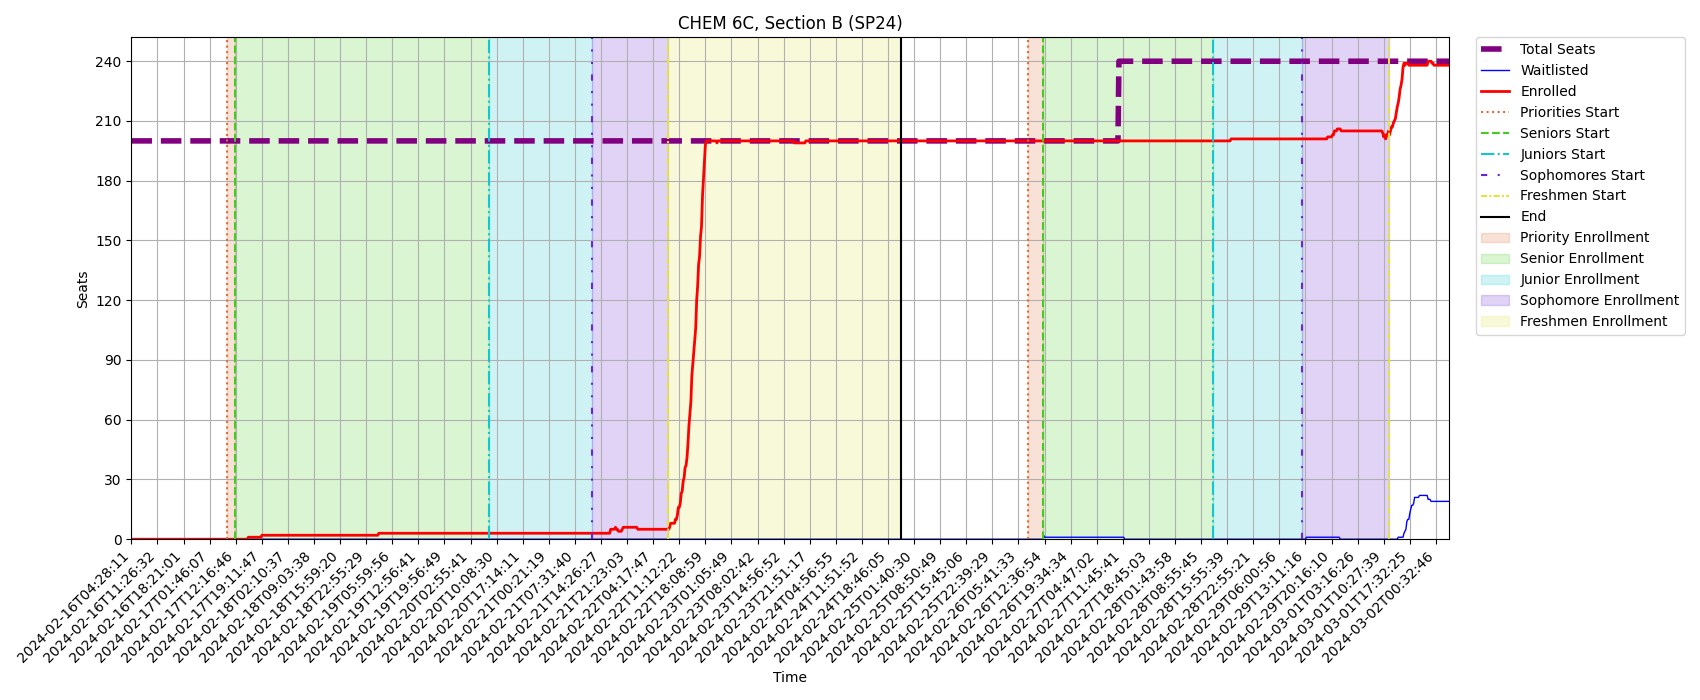 CHEM 6C, Section B (SP24)
Seats
240
210
180
150
120
90
60
30
0
2024-02-16T04:28:11
2024-02-16T11:26:32
2024-02-16T18:21:01
2024-02-17T01:46:07
2024-02-17T12:16:46
2024-02-17T19:11:47
2024-02-18T02:10:37
2024-02-18T09:03:38
2024-02-18T15:59:20
2024-02-18T22:55:29
2024-02-19T05:59:56
2024-02-19T12:56:41
2024-02-19T19:56:49
2024-02-20T02:55:41
2024-02-20T10:08:30
2024-02-20T17:14:11
2024-02-21T00:21:19
2024-02-21T07:31:40
2024-02-21T14:26:27
2024-02-21T21:23:03
2024-02-22T04:17:47
2024-02-22T11:12:22
2024-02-22T18:08:59
2024-02-23T01:05:49
2024-02-23T08:02:42
2024-02-23T14:56:52
2024-02-23T21:51:17
2024-02-24T04:56:55
2024-02-24T11:51:52
2024-02-24T18:46:05
2024-02-25T01:40:30
2024-02-25T08:50:49
2024-02-25T15:45:06
2024-02-25T22:39:29
2024-02-26T05:41:33
2024-02-26T12:36:54
2024-02-26T19:34:34
2024-02-27T04:47:02
2024-02-27T11:45:41
2024-02-27T18:45:03
2024-02-28T01:43:58
2024-02-28T08:55:45
2024-02-28T15:55:39
2024-02-28T22:55:21
2024-02-29T06:00:56
2024-02-29T13:11:16
2024-02-29T20:16:10
2024-03-01T03:16:26
2024-03-01T10:27:39
2024-03-01T17:32:25
2024-03-02T00:32:46
Time
Total Seats
Waitlisted
Enrolled
Priorities Start
Seniors Start
Juniors Start
Sophomores Start
Freshmen Start
End
Priority Enrollment
Senior Enrollment
Junior Enrollment
Sophomore Enrollment
Freshmen Enrollment